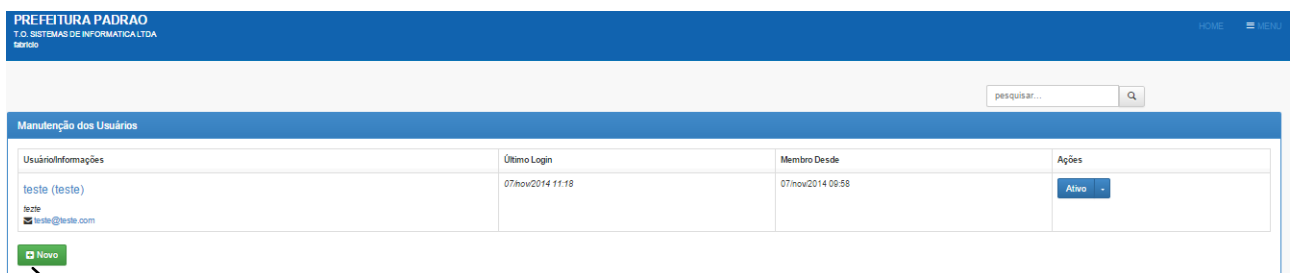 PREFEITURA PADRAO
T.O. SISTEMAS DE INFORMATICA LTDA
fabricio
HOME MENU
pesquisar...
Manutenção dos Usuários
Usuário/Informações Último Login Membro Desde Ações
teste (teste) 07/nov/2014 11:18 07/nov/2014 09:58 Ativo
tezte
teste@teste.com
Novo